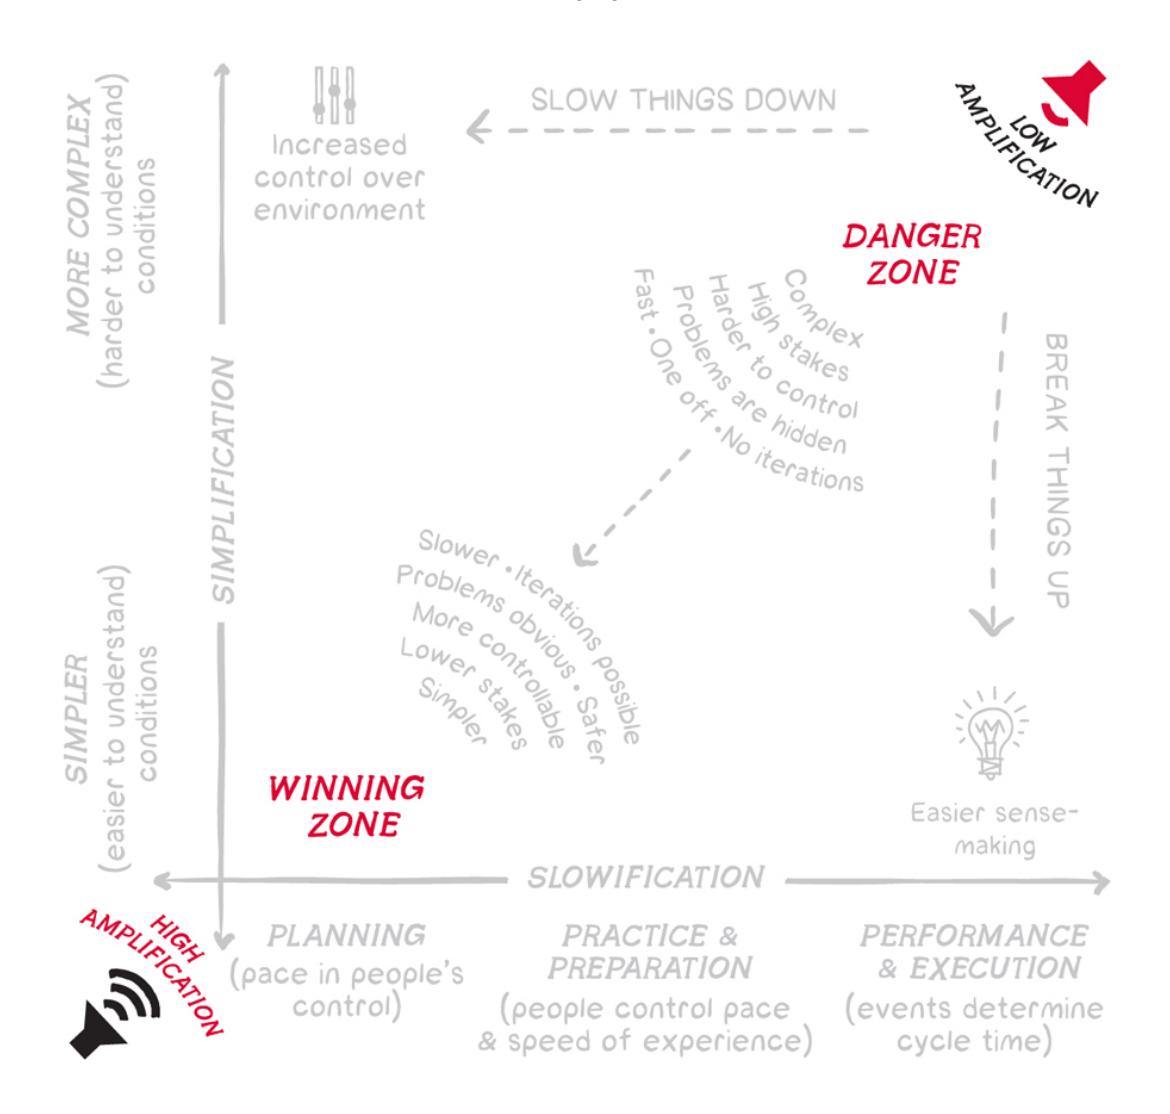 MORE COMPLEX
(harder to understand)
conditions
SIMPLIFICATION
SIMPLER
(easier to understand)
conditions
Increased
control over
environment
SLOW THINGS DOWN
LOW
AMPLIFICATION
DANGER
ZONE
Complex
High stakes
Harder to control
Problems are hidden
Fast • One off • No iterations
BREAK THINGS UP
Slower • Iterations possible
Problems obvious • Safer
More controllable
Lower stakes
Simpler
WINNING
ZONE
Easier sense-
making
SLOWIFICATION
HIGH
AMPLIFICATION
PLANNING
(pace in people's
control)
PRACTICE &
PREPARATION
(people control pace
& speed of experience)
PERFORMANCE
& EXECUTION
(events determine
cycle time)